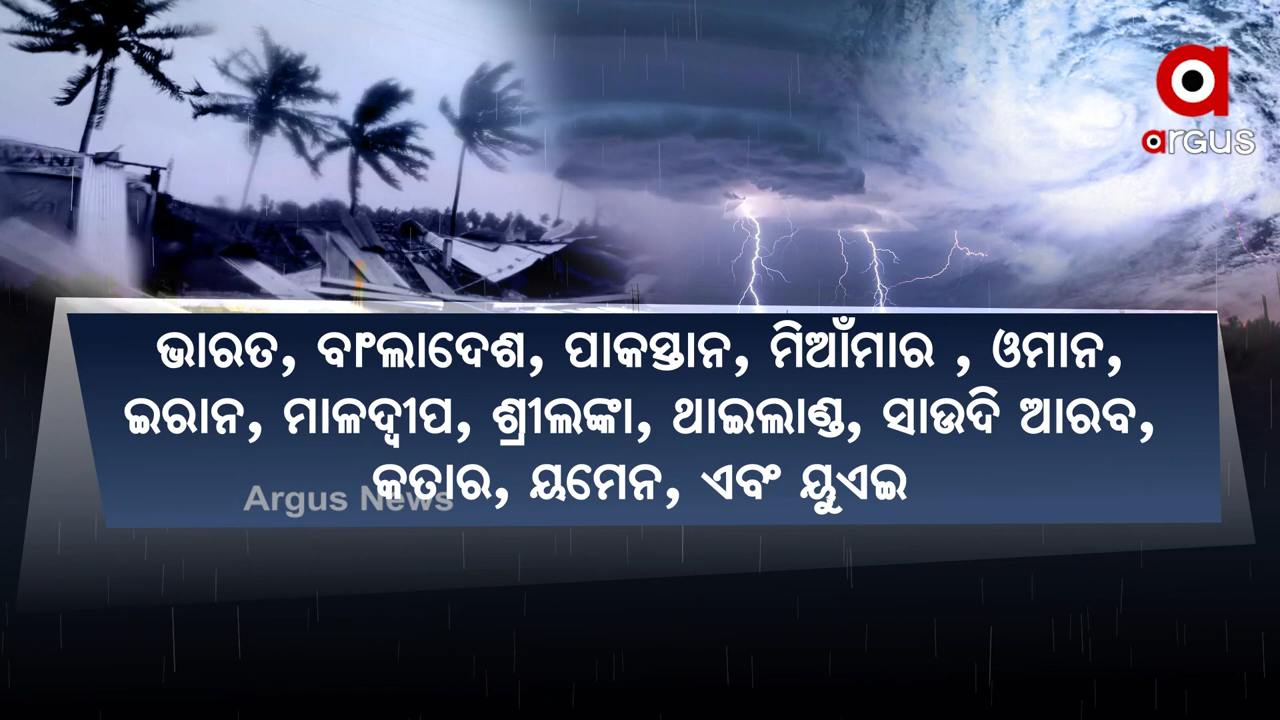 argus
ଭାରତ, ବାଂଲାଦେଶ, ପାକସ୍ତାନ, ମିଆଁମାର , ଓମାନ,
ଇରାନ, ମାଳଦ୍ୱୀପ, ଶ୍ରୀଲଙ୍କା, ଥାଇଲାଣ୍ଡ, ସାଉଦି ଆରବ,
କତାର, ୟମେନ, ଏବଂ ୟୁଏଇ
Argus News